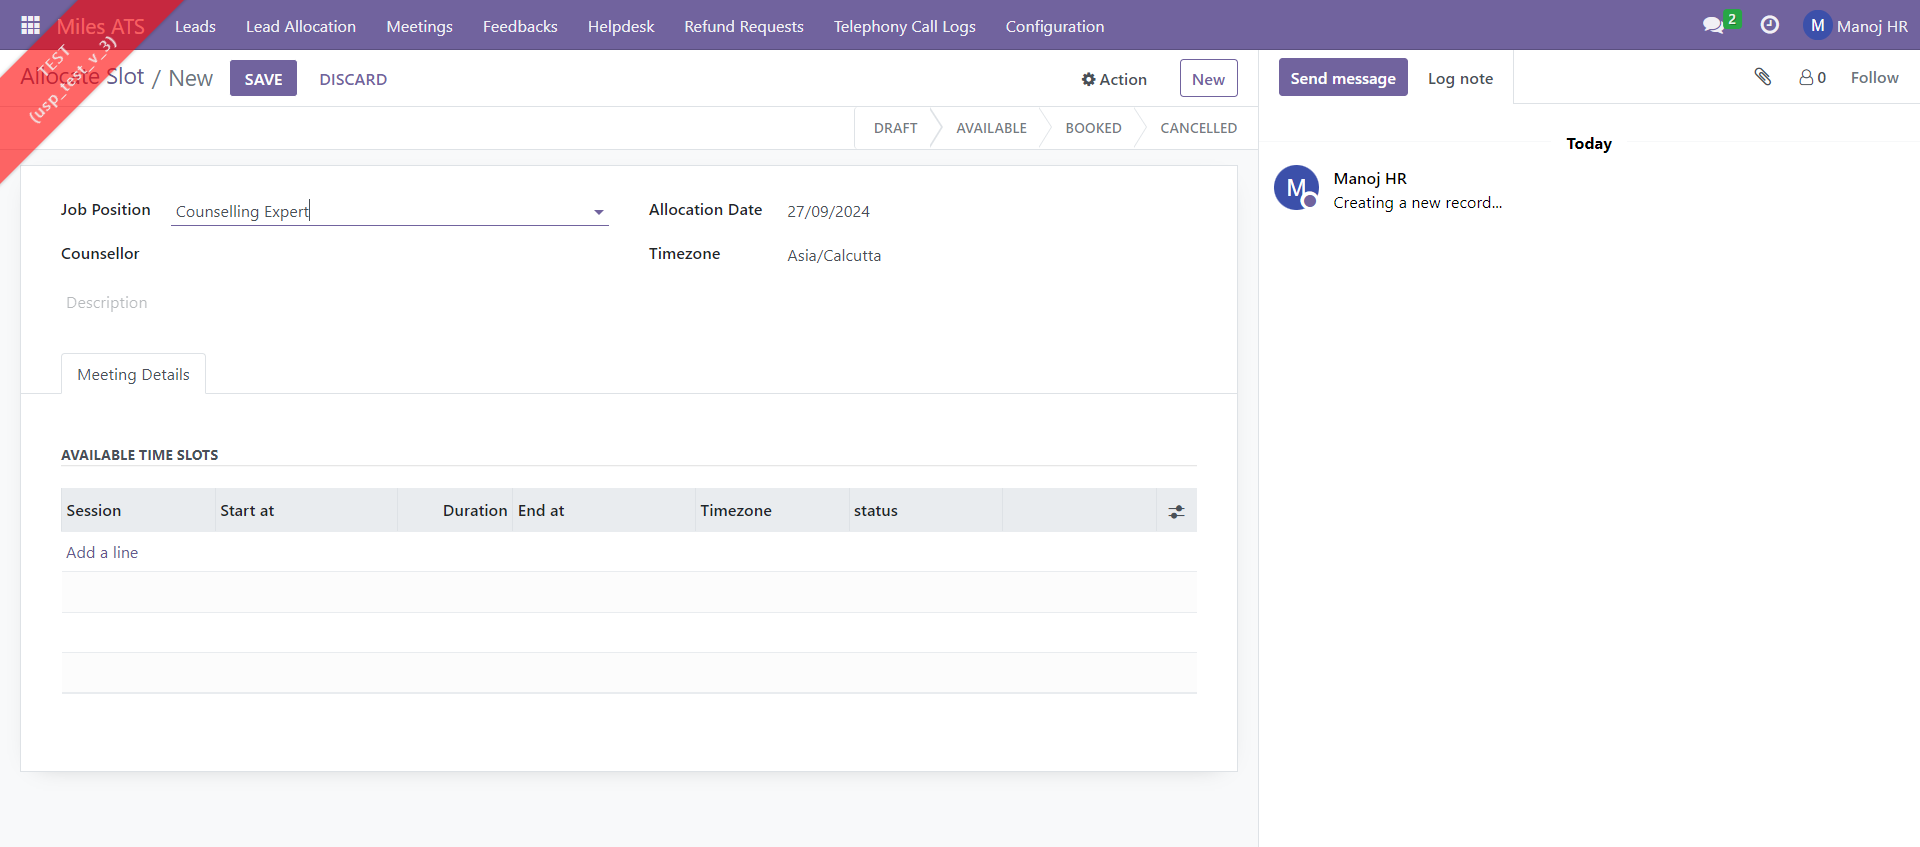 Miles ATS Leads Lead Allocation Meetings Feedbacks Helpdesk Refund Requests Telephony Call Logs Configuration 2 M Manoj HR
TEST
(usp_test_v_3)
Allocate Slot / New SAVE DISCARD Action New Send message Log note 0 Follow
DRAFT AVAILABLE BOOKED CANCELLED
Today
M Manoj HR
Creating a new record...
Job Position Counselling Expert Allocation Date 27/09/2024
Counsellor Timezone Asia/Calcutta
Description
Meeting Details
AVAILABLE TIME SLOTS
Session Start at Duration End at Timezone status
Add a line